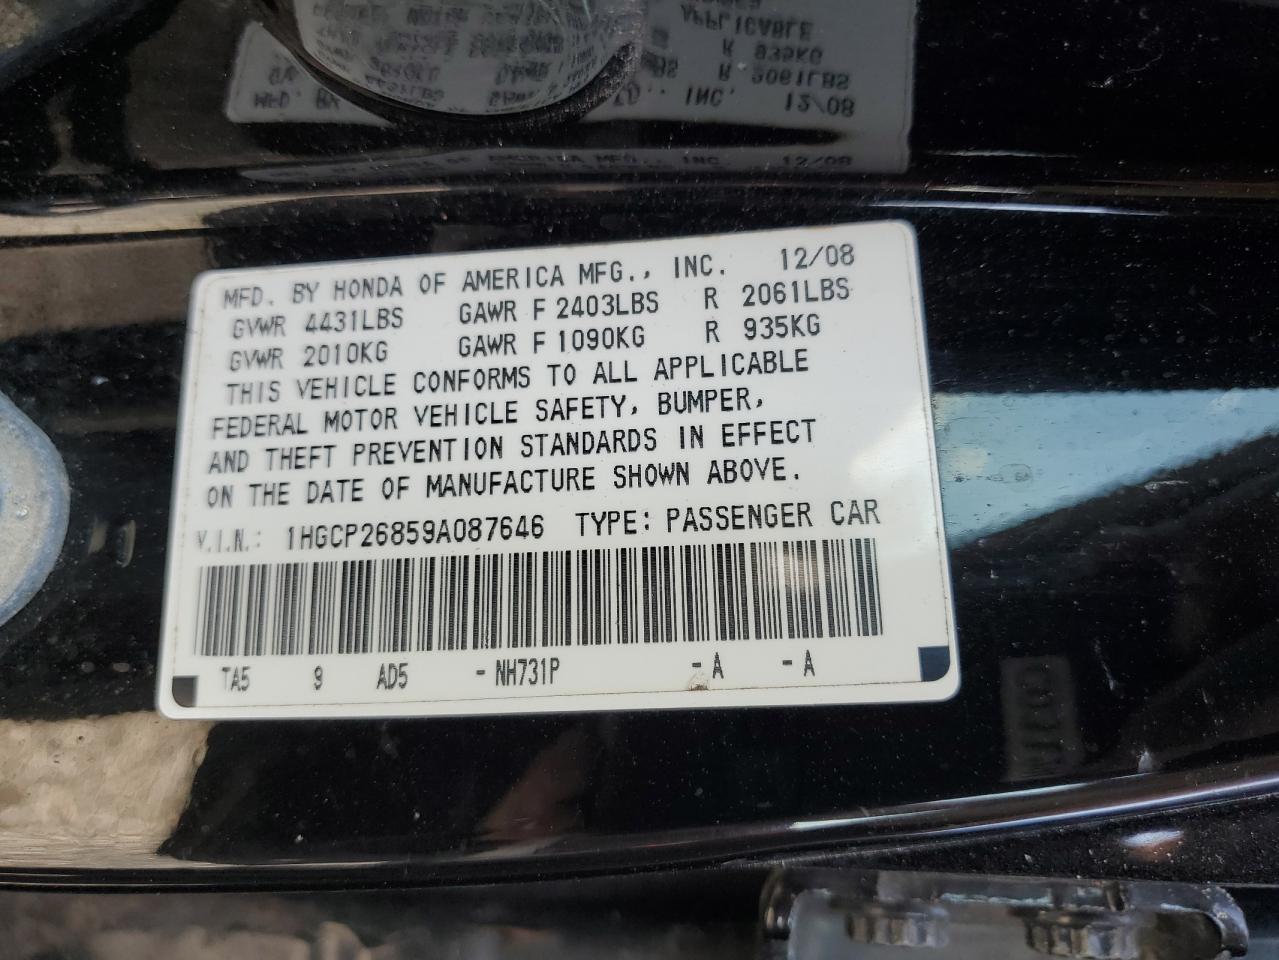 MFD. BY HONDA OF AMERICA MFG., INC. 12/08
GVWR 4431LBS GAWR F 2403LBS R 2061LBS
GVWR 2010KG GAWR F 1090KG R 935KG
THIS VEHICLE CONFORMS TO ALL APPLICABLE
FEDERAL MOTOR VEHICLE SAFETY, BUMPER,
AND THEFT PREVENTION STANDARDS IN EFFECT
ON THE DATE OF MANUFACTURE SHOWN ABOVE.
V.I.N.: 1HGCP26859A087646 TYPE: PASSENGER CAR
TA5 9 AD5 -NH731P -A -A